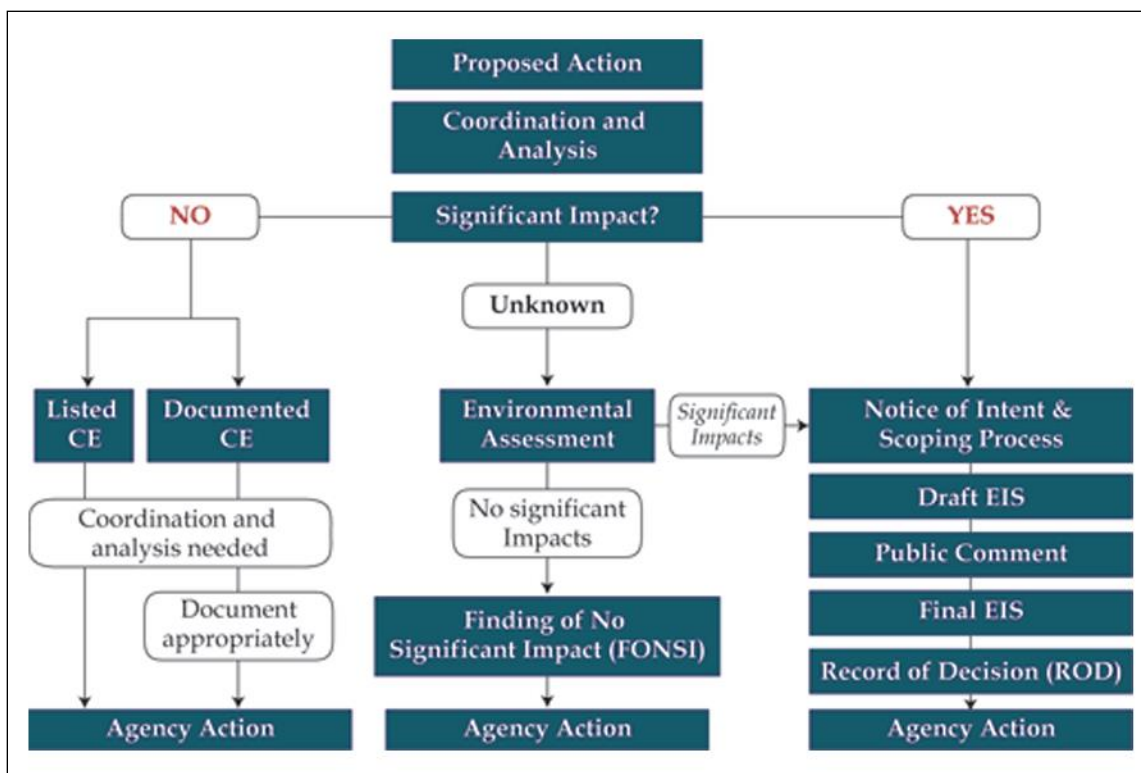 Proposed Action
Coordination and
Analysis
NO
Significant Impact?
YES
Unknown
Listed
CE
Documented
CE
Environmental
Assessment
Significant
Impacts
Notice of Intent &
Scoping Process
Coordination and
analysis needed
No significant
Impacts
Draft EIS
Public Comment
Document
appropriately
Finding of No
Significant Impact (FONSI)
Final EIS
Record of Decision (ROD)
Agency Action
Agency Action
Agency Action